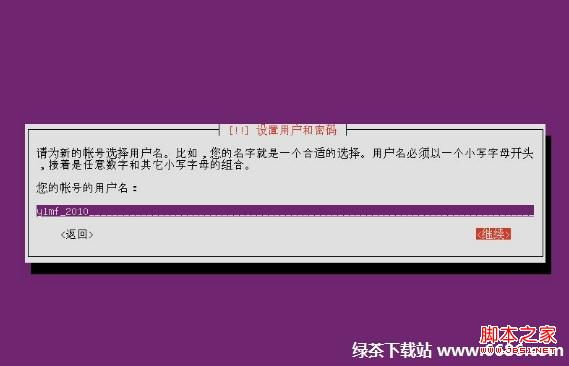 [!!] 设置用户和密码
请为新的帐号选择用户名。比如,您的名字就是一个合适的选择。用户名必须以一个小写字母开头
,接着是任意数字和其它小写字母的组合。
您的帐号的用户名:
ylmf_2010
<返回>
<继续>
脚本之家
www.jb51.net
绿茶下载站